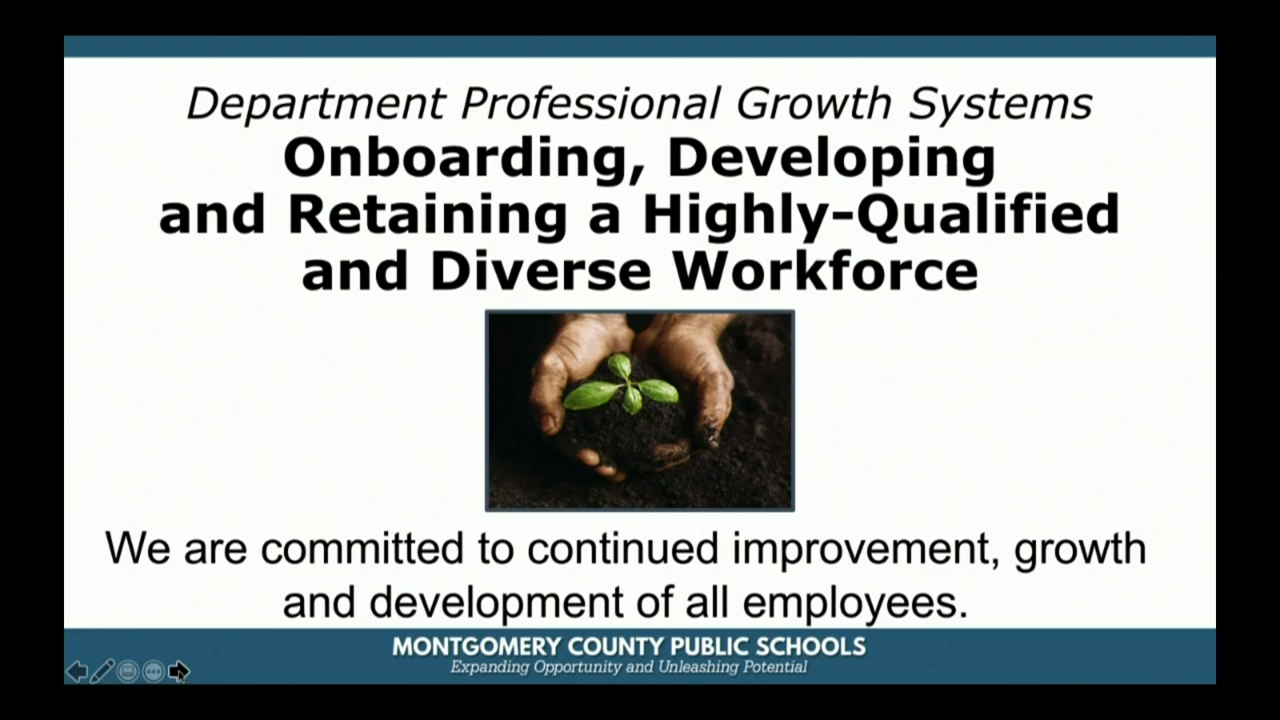 Department Professional Growth Systems
Onboarding, Developing
and Retaining a Highly-Qualified
and Diverse Workforce
We are committed to continued improvement, growth
and development of all employees.
MONTGOMERY COUNTY PUBLIC SCHOOLS
Expanding Opportunity and Unleashing Potential